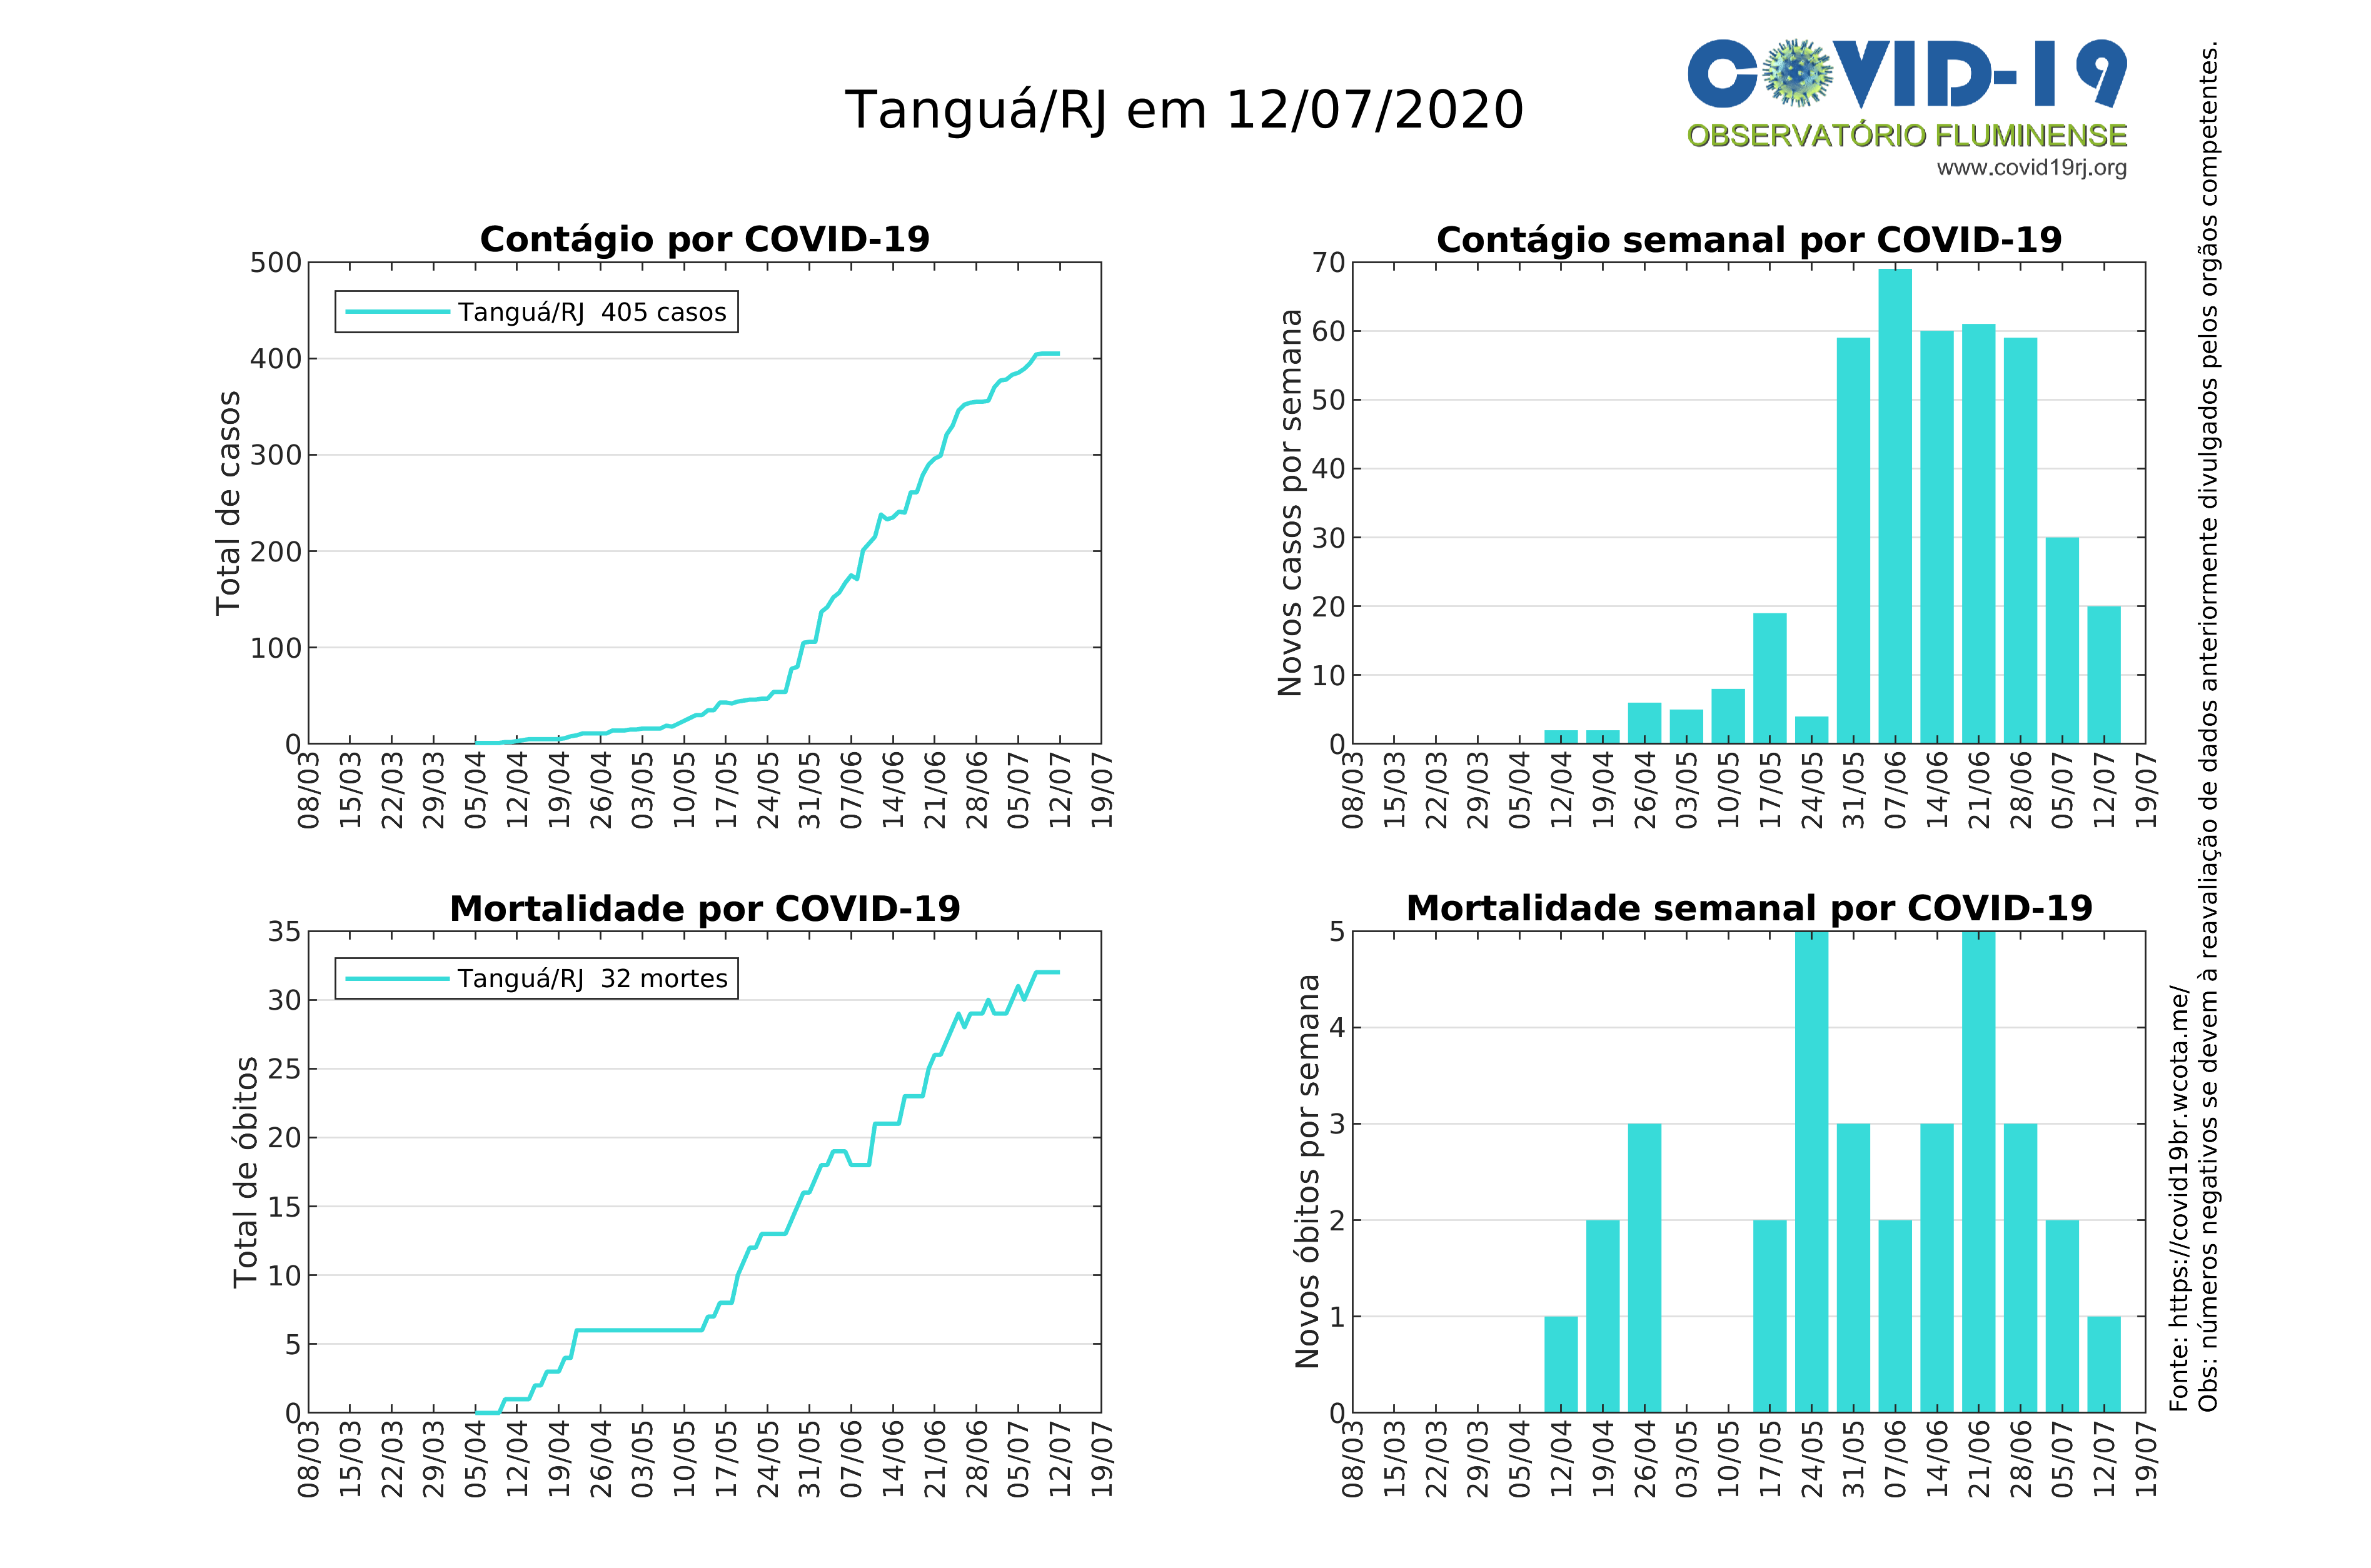 Tanguá/RJ em 12/07/2020
COVID-19
OBSERVATÓRIO FLUMINENSE
www.covid19rj.org
Contágio por COVID-19
Total de casos
500
400
300
200
100
0
Tanguá/RJ 405 casos
08/03 15/03 22/03 29/03 05/04 12/04 19/04 26/04 03/05 10/05 17/05 24/05 31/05 07/06 14/06 21/06 28/06 05/07 12/07 19/07
Contágio semanal por COVID-19
Novos casos por semana
70
60
50
40
30
20
10
0
08/03 15/03 22/03 29/03 05/04 12/04 19/04 26/04 03/05 10/05 17/05 24/05 31/05 07/06 14/06 21/06 28/06 05/07 12/07 19/07
Mortalidade por COVID-19
Total de óbitos
35
30
25
20
15
10
5
0
Tanguá/RJ 32 mortes
08/03 15/03 22/03 29/03 05/04 12/04 19/04 26/04 03/05 10/05 17/05 24/05 31/05 07/06 14/06 21/06 28/06 05/07 12/07 19/07
Mortalidade semanal por COVID-19
Novos óbitos por semana
5
4
3
2
1
0
08/03 15/03 22/03 29/03 05/04 12/04 19/04 26/04 03/05 10/05 17/05 24/05 31/05 07/06 14/06 21/06 28/06 05/07 12/07 19/07
Fonte: https://covid19br.wcota.me/
Obs: números negativos se devem à reavaliação de dados anteriormente divulgados pelos orgãos competentes.